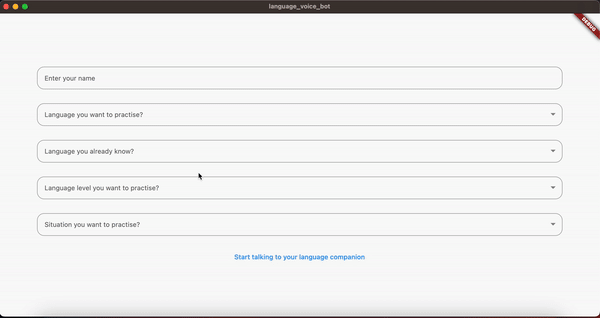 language_voice_bot
DEBUG
Enter your name
Language you want to practise?
Language you already know?
Language level you want to practise?
Situation you want to practise?
Start talking to your language companion